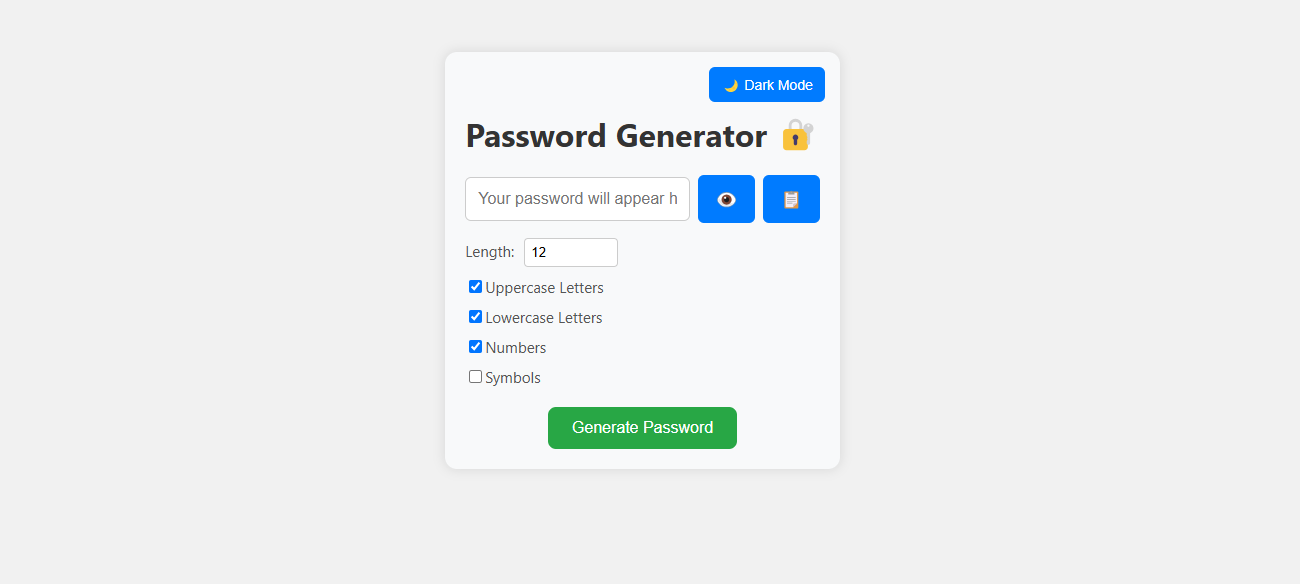 🌙 Dark Mode
Password Generator 🔐
Your password will appear h
Length: 12
Uppercase Letters
Lowercase Letters
Numbers
Symbols
Generate Password